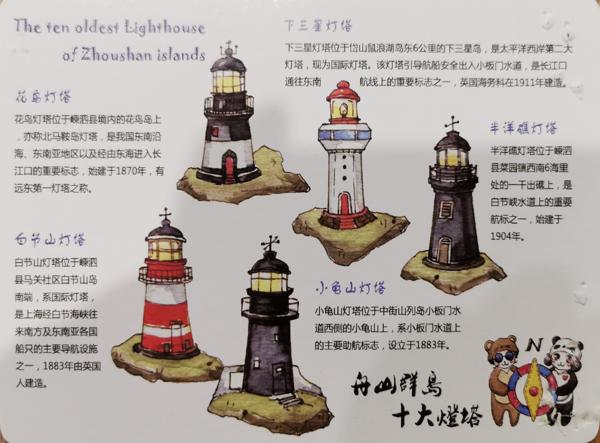 The ten oldest Lighthouse
of Zhoushan islands
花鸟灯塔
花鸟灯塔位于嵊泗县境内的花鸟岛上
,亦称北马鞍岛灯塔,是我国东南沿
海、东南亚地区以及经由东海进入长
江口的重要标志,始建于1870年,有
远东第一灯塔之称。
下三星灯塔
下三星灯塔位于岱山鼠浪湖岛东6公里的下三星岛,是太平洋西岸第二大
灯塔,现为国际灯塔。该灯塔引导航船安全出入小板门水道,是长江口
通往东南 航线上的重要标志之一,英国海务科在1911年建造。
半洋礁灯塔
半洋礁灯塔位于嵊泗
县菜园镇西南6海里
处的一干出礁上,是
白节峡水道上的重要
航标之一,始建于
1904年。
白节山灯塔
白节山灯塔位于嵊泗
县马关社区白节山岛
南端,系国际灯塔,
是上海经白节海峡往
来南方及东南亚各国
船只的主要导航设施
之一,1883年由英国
人建造。
小龟山灯塔
小龟山灯塔位于中街山列岛小板门水
道西侧的小龟山上,系小板门水道上
的主要助航标志,设立于1883年。
舟山群岛
十大燈塔
N